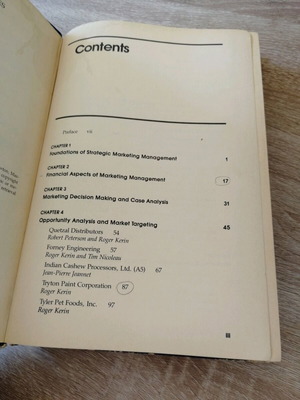 Contents
Preface vii
CHAPTER 1
Foundations of Strategic Marketing Management 1
CHAPTER 2
Financial Aspects of Marketing Management 17
CHAPTER 3
Marketing Decision Making and Case Analysis 31
CHAPTER 4
Opportunity Analysis and Market Targeting 45
Quetzal Distributors 54
Robert Peterson and Roger Kerin
Forney Engineering 57
Roger Kerin and Tim Nicoleau
Indian Cashew Processors, Ltd. (A5) 67
Jean-Pierre Jeannet
Tryton Paint Corporation 87
Roger Kerin
Tyler Pet Foods, Inc. 97
Roger Kerin
iii